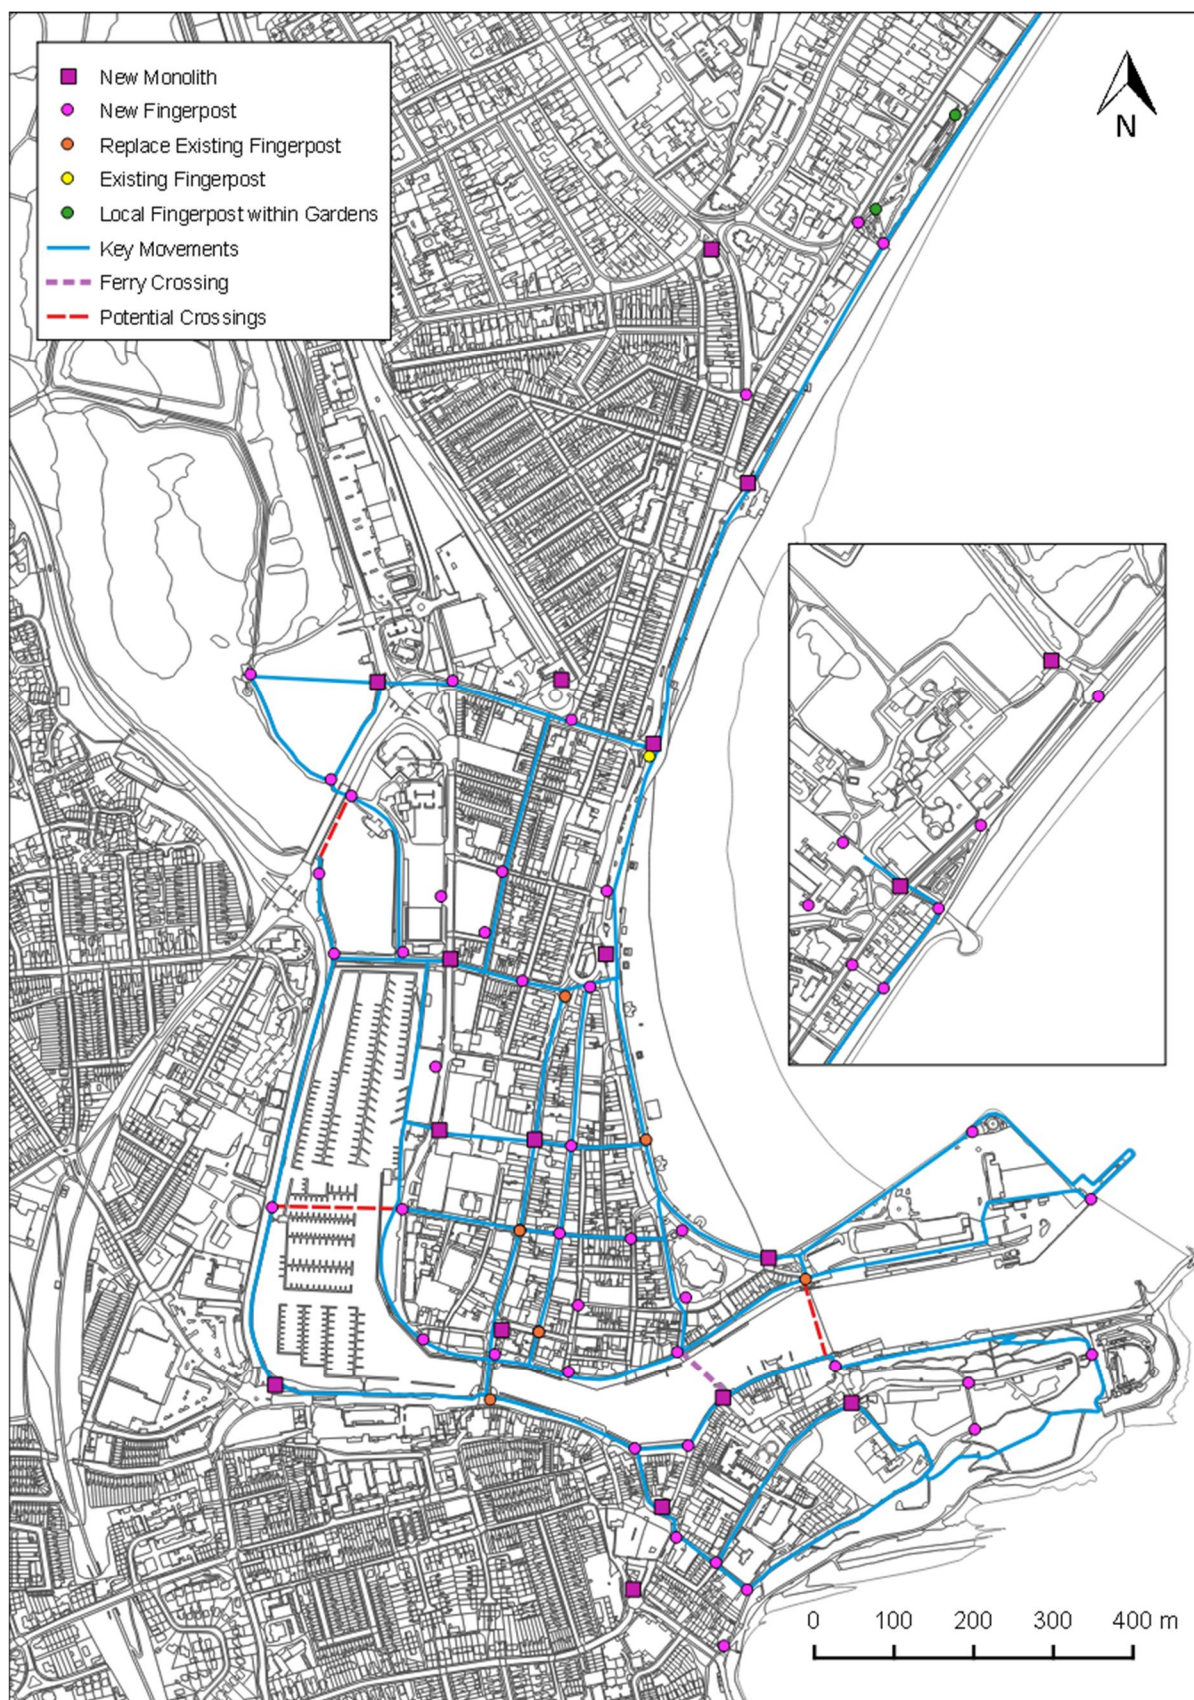 New Monolith
New Fingerpost
Replace Existing Fingerpost
Existing Fingerpost
Local Fingerpost within Gardens
Key Movements
Ferry Crossing
Potential Crossings
N
0 100 200 300 400 m